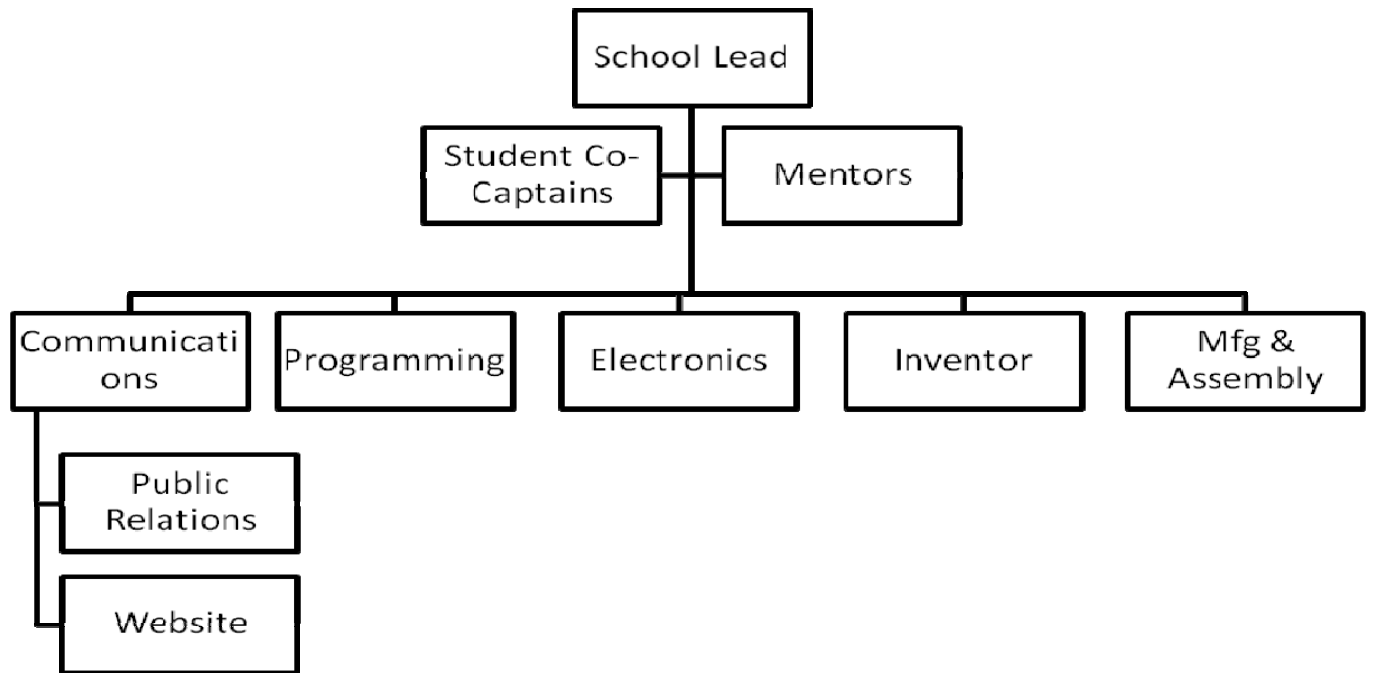 School Lead
Student Co-
Captains
Mentors
Communicati
ons
Programming
Electronics
Inventor
Mfg &
Assembly
Public
Relations
Website